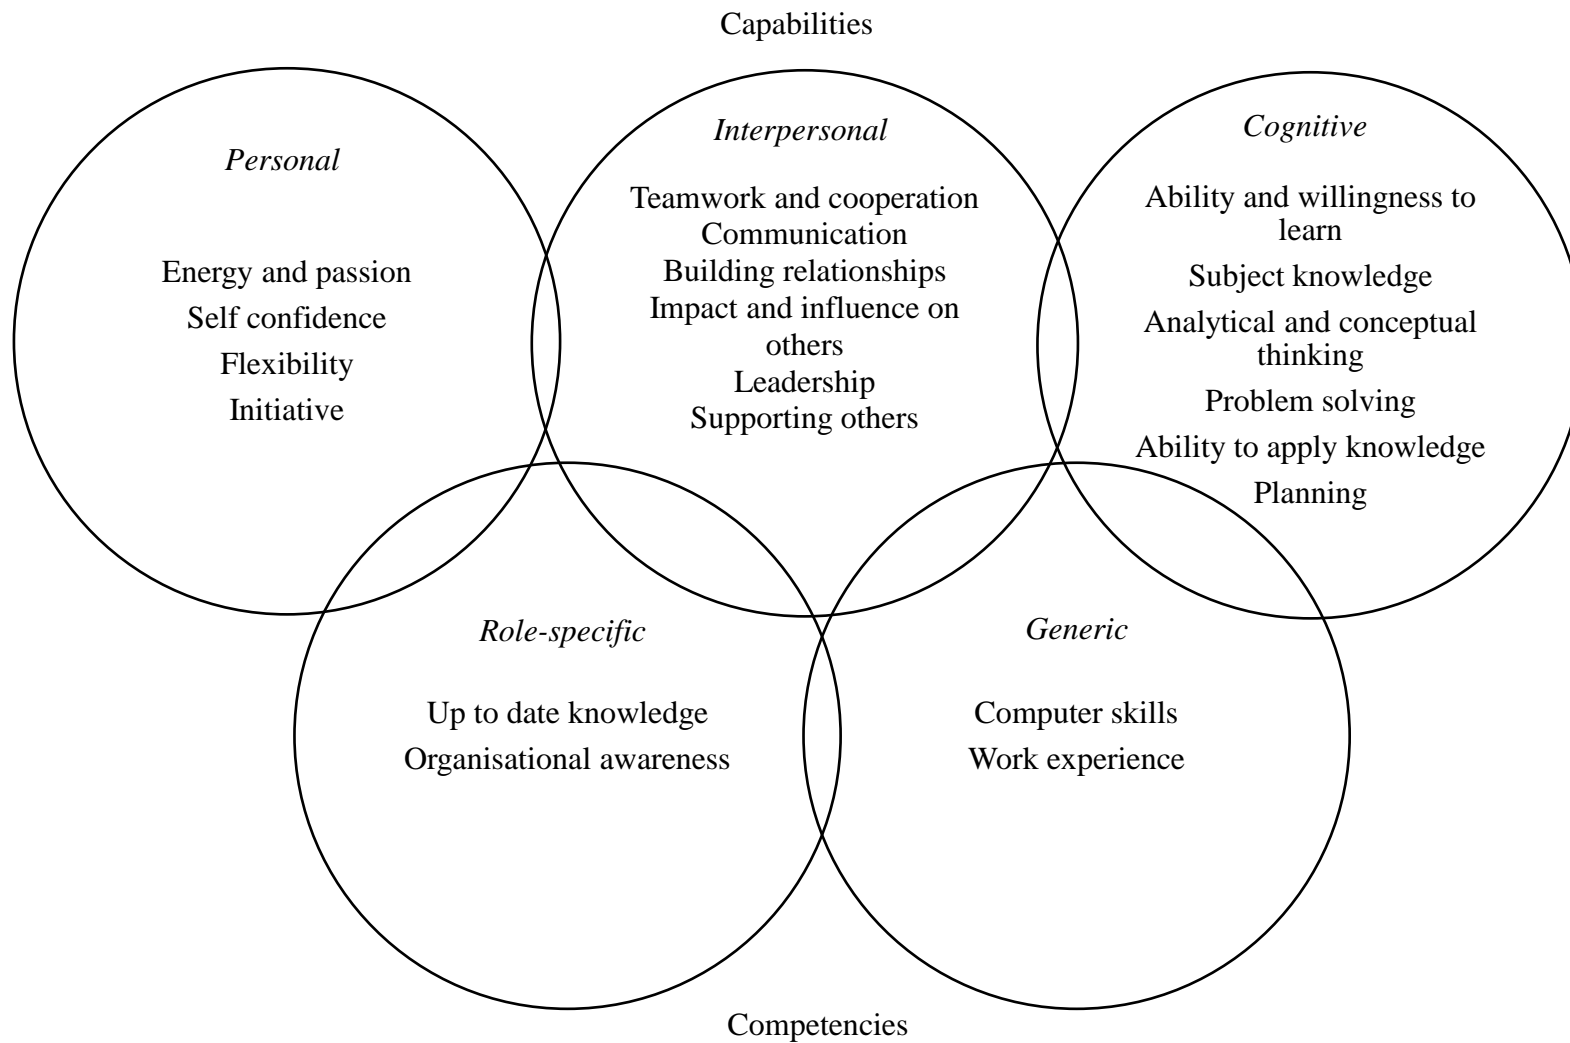 Capabilities
Personal
Energy and passion
Self confidence
Flexibility
Initiative
Interpersonal
Teamwork and cooperation
Communication
Building relationships
Impact and influence on
others
Leadership
Supporting others
Cognitive
Ability and willingness to
learn
Subject knowledge
Analytical and conceptual
thinking
Problem solving
Ability to apply knowledge
Planning
Role-specific
Up to date knowledge
Organisational awareness
Generic
Computer skills
Work experience
Competencies